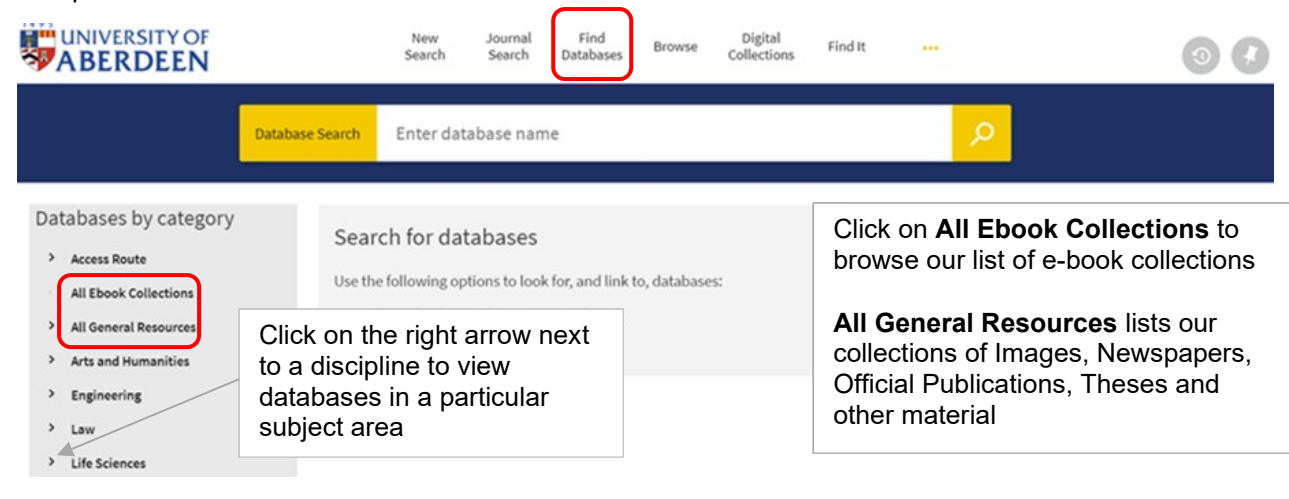 1495
UNIVERSITY OF
ABERDEEN
New
Search
Journal
Search
Find
Databases
Browse
Digital
Collections
Find It
Database Search
Enter database name
Databases by category
Access Route
All Ebook Collections
All General Resources
Arts and Humanities
Engineering
Law
Life Sciences
Search for databases
Use the following options to look for, and link to, databases:
Click on the right arrow next
to a discipline to view
databases in a particular
subject area
Click on All Ebook Collections to
browse our list of e-book collections
All General Resources lists our
collections of Images, Newspapers,
Official Publications, Theses and
other material